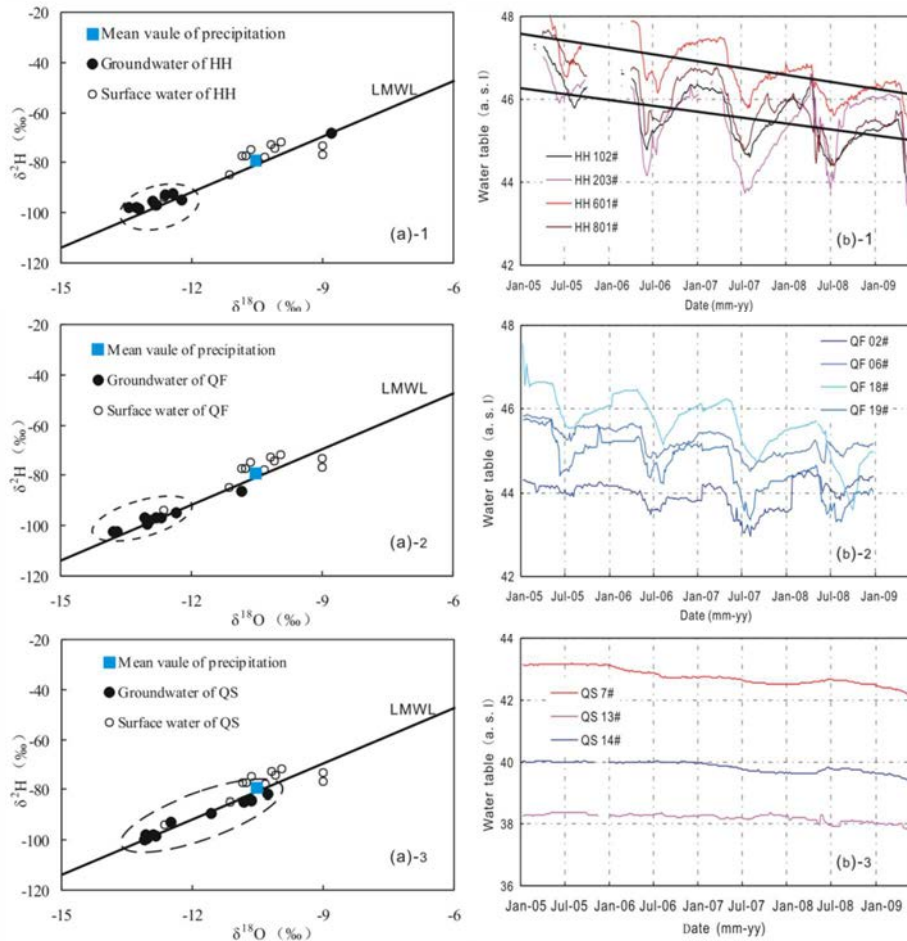 -20
-40
-60
-80
-100
-120
δ²H (‰)
Mean vaule of precipitation
Groundwater of HH
Surface water of HH
LMWL
(a)-1
-15
-12
-9
-6
δ¹⁸O (‰)
48
46
44
42
Water table (a. s. l)
HH 102#
HH 203#
HH 601#
HH 801#
(b)-1
Jan-05 Jul-05 Jan-06 Jul-06 Jan-07 Jul-07 Jan-08 Jul-08 Jan-09
Date (mm-yy)
-20
-40
-60
-80
-100
-120
δ²H (‰)
Mean vaule of precipitation
Groundwater of QF
Surface water of QF
LMWL
(a)-2
-15
-12
-9
-6
δ¹⁸O (‰)
48
46
44
42
Water table (a. s. l)
QF 02#
QF 06#
QF 18#
QF 19#
(b)-2
Jan-05 Jul-05 Jan-06 Jul-06 Jan-07 Jul-07 Jan-08 Jul-08 Jan-09
Date (mm-yy)
-20
-40
-60
-80
-100
-120
δ²H (‰)
Mean vaule of precipitation
Groundwater of QS
Surface water of QS
LMWL
(a)-3
-15
-12
-9
-6
δ¹⁸O (‰)
44
42
40
38
36
Water table (a. s. l)
QS 7#
QS 13#
QS 14#
(b)-3
Jan-05 Jul-05 Jan-06 Jul-06 Jan-07 Jul-07 Jan-08 Jul-08 Jan-09
Date (mm-yy)